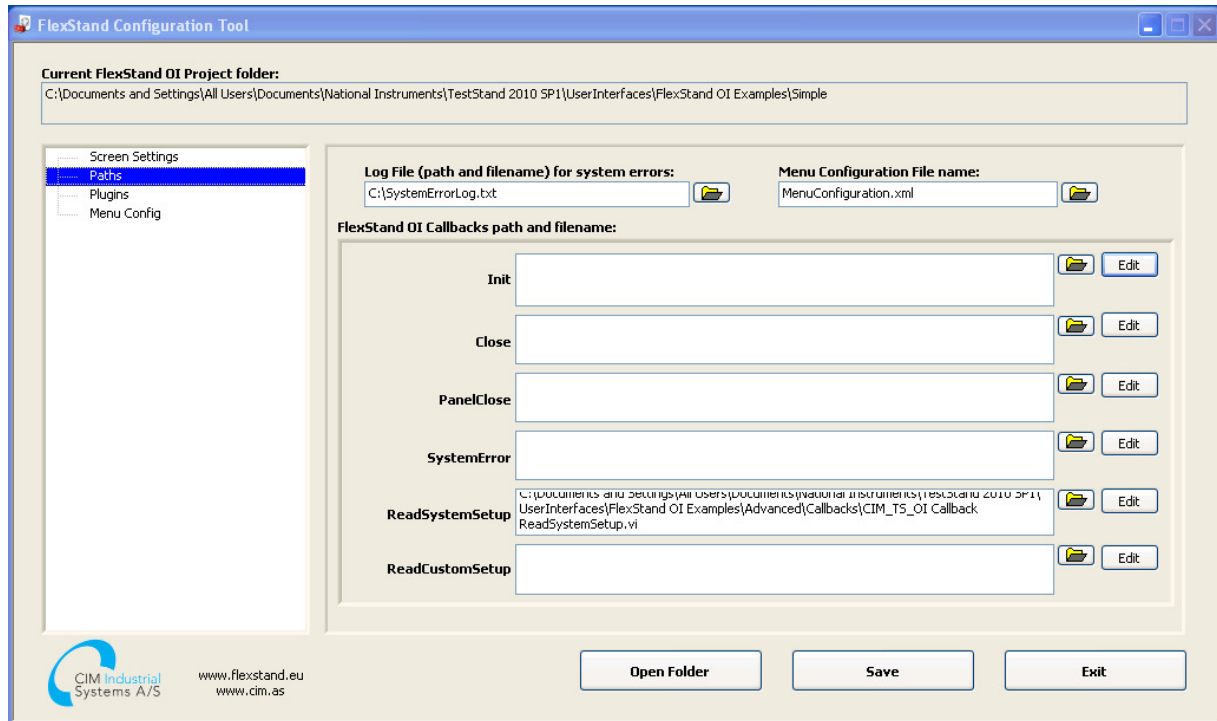 FlexStand Configuration Tool
Current FlexStand OI Project folder:
C:\Documents and Settings\All Users\Documents\National Instruments\TestStand 2010 SP1\UserInterfaces\FlexStand OI Examples\Simple
Screen Settings
Paths
Plugins
Menu Config
Log File (path and filename) for system errors:
C:\SystemErrorLog.txt
Menu Configuration File name:
MenuConfiguration.xml
FlexStand OI Callbacks path and filename:
Init
Edit
Close
Edit
PanelClose
Edit
SystemError
Edit
ReadSystemSetup
C:\Documents and Settings\All Users\Documents\National Instruments\TestStand 2010 SP1\
UserInterfaces\FlexStand OI Examples\Advanced\Callbacks\CIM_TS_OI Callback
ReadSystemSetup.vi
Edit
ReadCustomSetup
Edit
CIM Industrial
Systems A/S
www.flexstand.eu
www.cim.as
Open Folder
Save
Exit